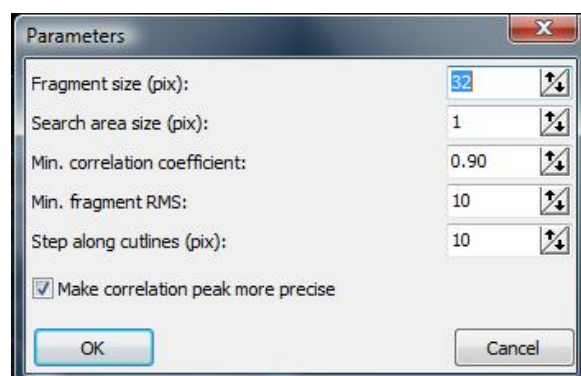 Parameters
Fragment size (pix): 32
Search area size (pix): 1
Min. correlation coefficient: 0.90
Min. fragment RMS: 10
Step along cutlines (pix): 10
Make correlation peak more precise
OK Cancel